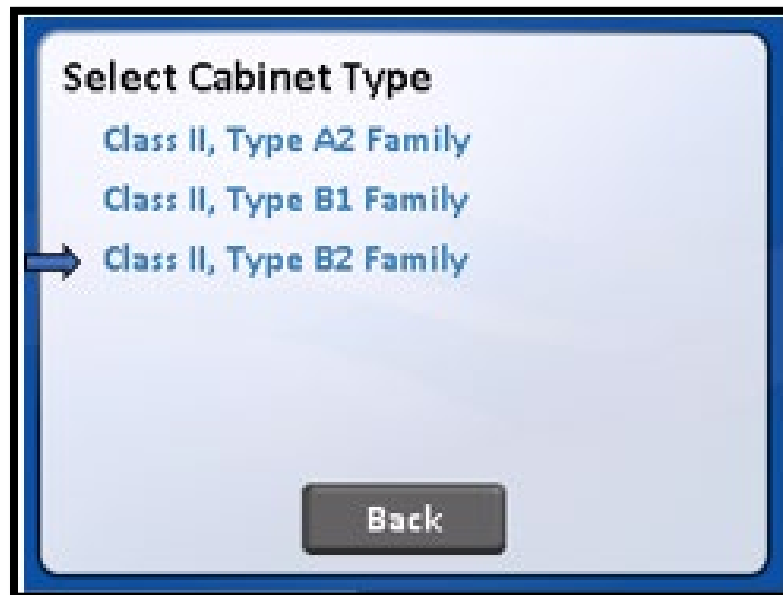 Select Cabinet Type
Class II, Type A2 Family
Class II, Type B1 Family
Class II, Type B2 Family
Back